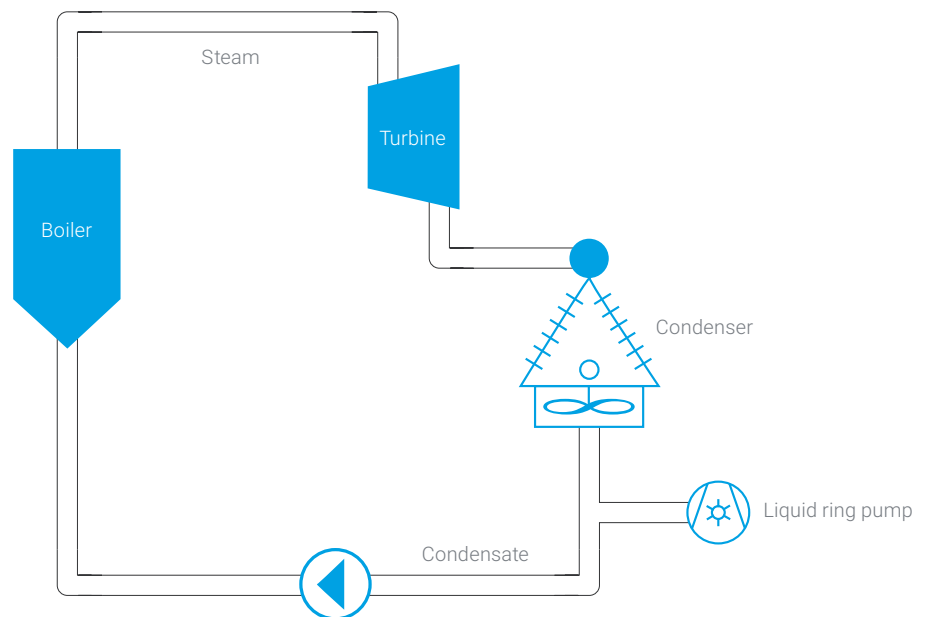 Steam
Turbine
Boiler
Condenser
Liquid ring pump
Condensate